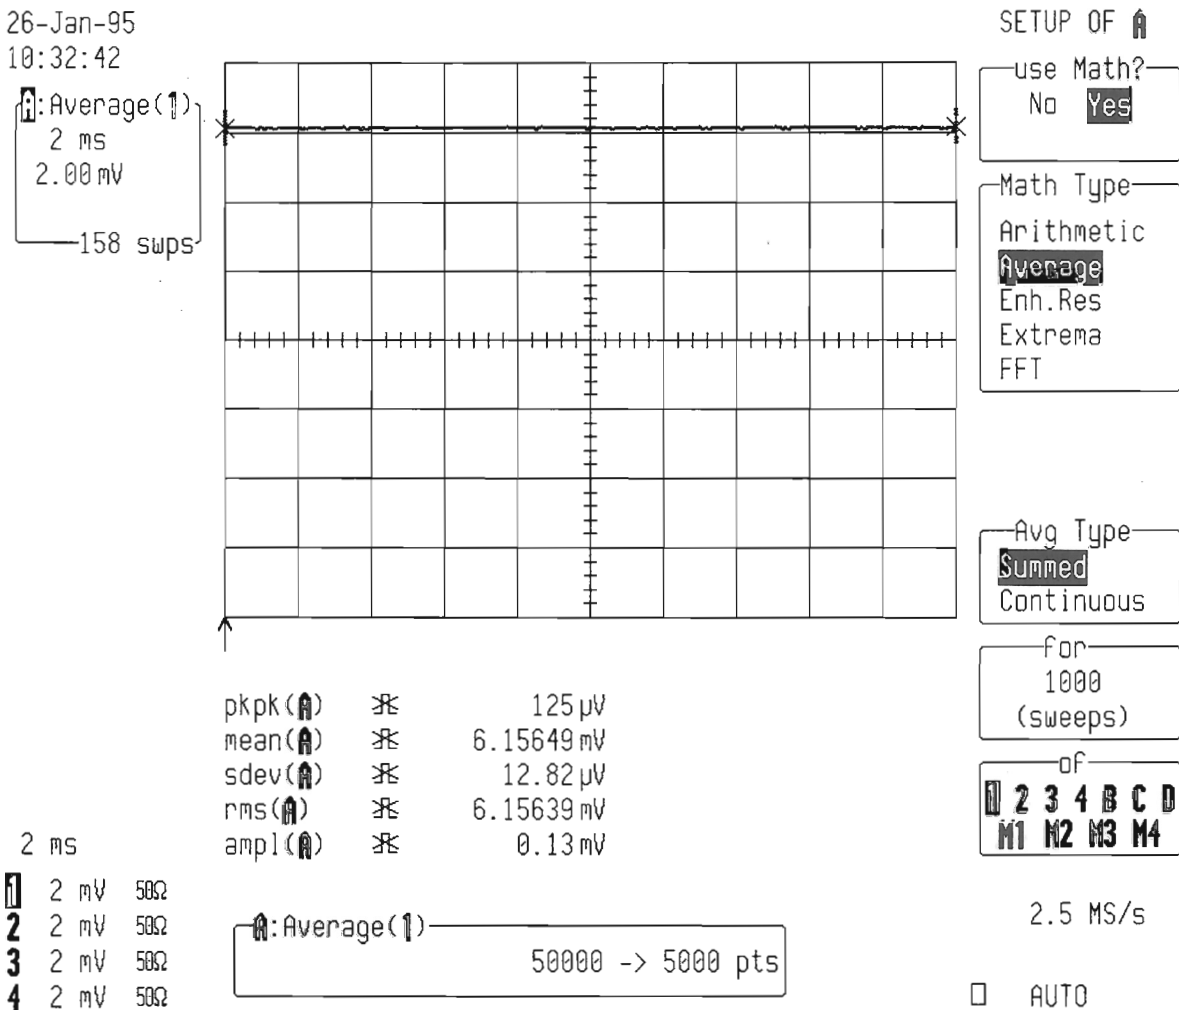 26-Jan-95
10:32:42
A:Average(1)
2 ms
2.00 mV
158 swps
SETUP OF A
use Math?
No Yes
Math Type
Arithmetic
Average
Enh.Res
Extrema
FFT
Avg Type
Summed
Continuous
for
1000
(sweeps)
of
1 2 3 4 B C D
M1 M2 M3 M4
2.5 MS/s
AUTO
pkpk(A) 125 µV
mean(A) 6.15649 mV
sdev(A) 12.82 µV
rms(A) 6.15639 mV
ampl(A) 0.13 mV
2 ms
1 2 mV 50Ω
2 2 mV 50Ω
3 2 mV 50Ω
4 2 mV 50Ω
A:Average(1)
50000 -> 5000 pts